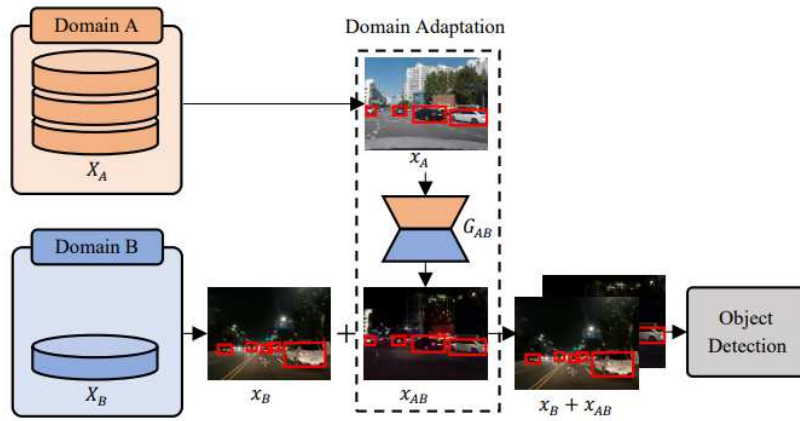 Domain A
X_A
Domain Adaptation
x_A
G_AB
Domain B
X_B
x_B
+
x_AB
x_B + x_AB
Object
Detection